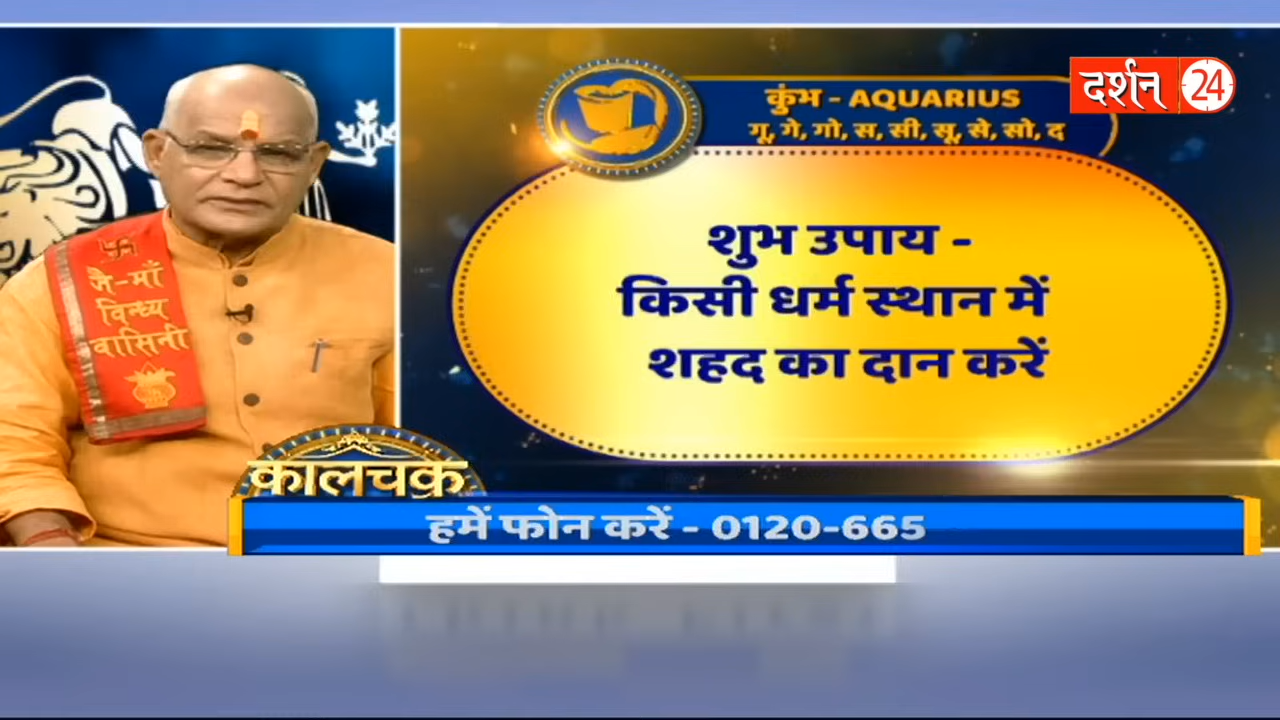 दर्शन 24
कुंभ - AQUARIUS
गू, गे, गो, स, सी, सू, से, सो, द
शुभ उपाय -
किसी धर्म स्थान में
शहद का दान करें
जै-माँ
विन्ध्य
वासिनी
कालचक्र
हमें फोन करें - 0120-665